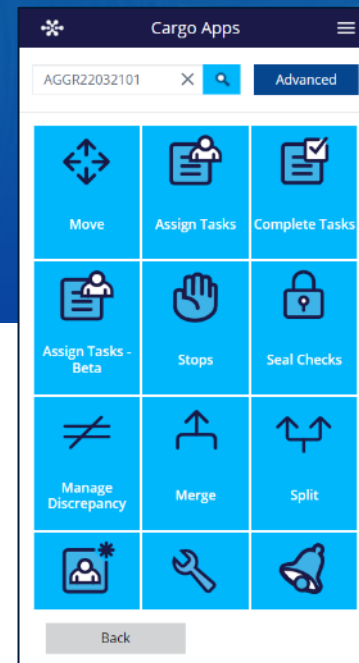 Cargo Apps
AGGR22032101
Advanced
Move
Assign Tasks
Complete Tasks
Assign Tasks -
Beta
Stops
Seal Checks
Manage
Discrepancy
Merge
Split
Back